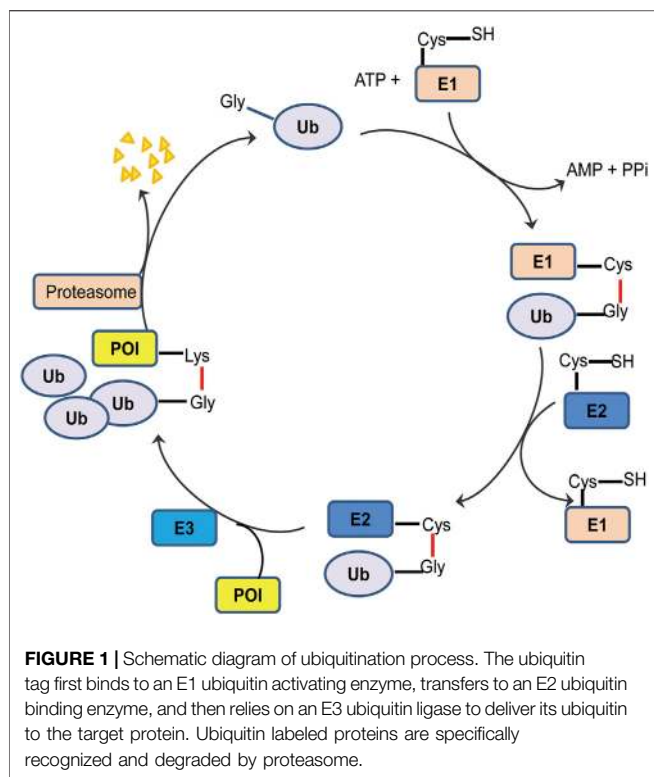 Cys—SH
ATP + E1
Gly
Ub
AMP + PPi
E1 Cys
Ub Gly
Proteasome
POI Lys
Ub
Ub Gly
Ub
Cys—SH
E2
Cys—SH
E1
E2 Cys
Ub Gly
E3
POI
FIGURE 1 | Schematic diagram of ubiquitination process. The ubiquitin
tag first binds to an E1 ubiquitin activating enzyme, transfers to an E2 ubiquitin
binding enzyme, and then relies on an E3 ubiquitin ligase to deliver its ubiquitin
to the target protein. Ubiquitin labeled proteins are specifically
recognized and degraded by proteasome.